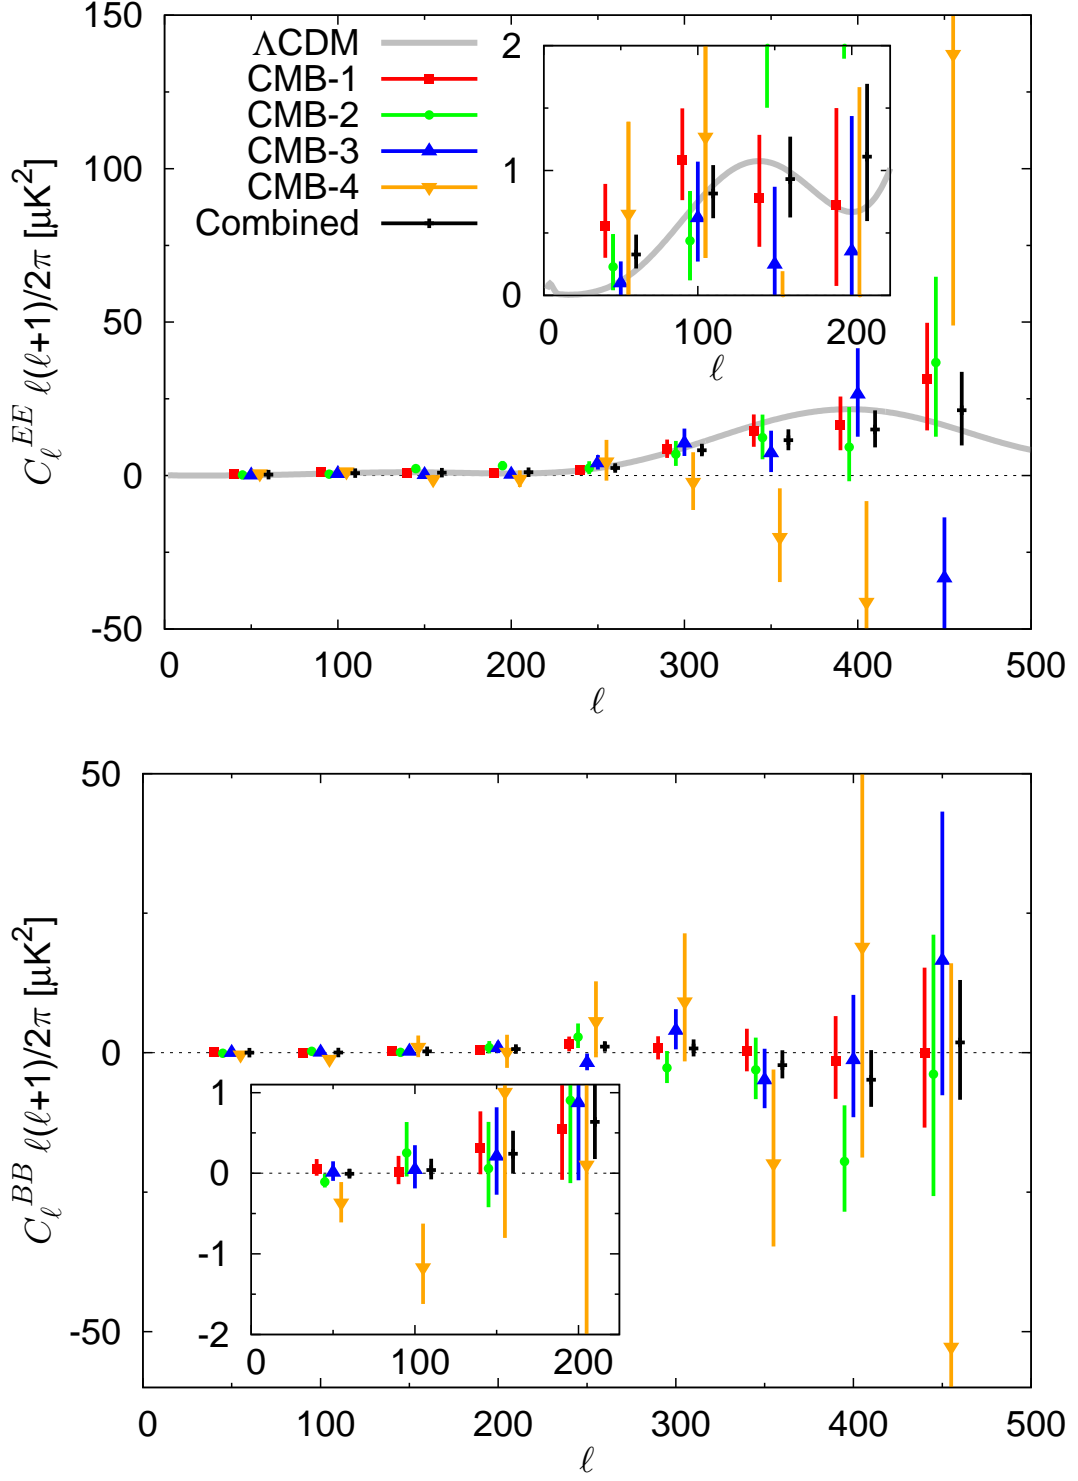 150
100
50
0
-50
C_ℓ^EE ℓ(ℓ+1)/2π [μK²]
ΛCDM
CMB-1
CMB-2
CMB-3
CMB-4
Combined
2
1
0
0 100 200
ℓ
0 100 200 300 400 500
ℓ
50
0
-50
C_ℓ^BB ℓ(ℓ+1)/2π [μK²]
1
0
-1
-2
0 100 200
0 100 200 300 400 500
ℓ